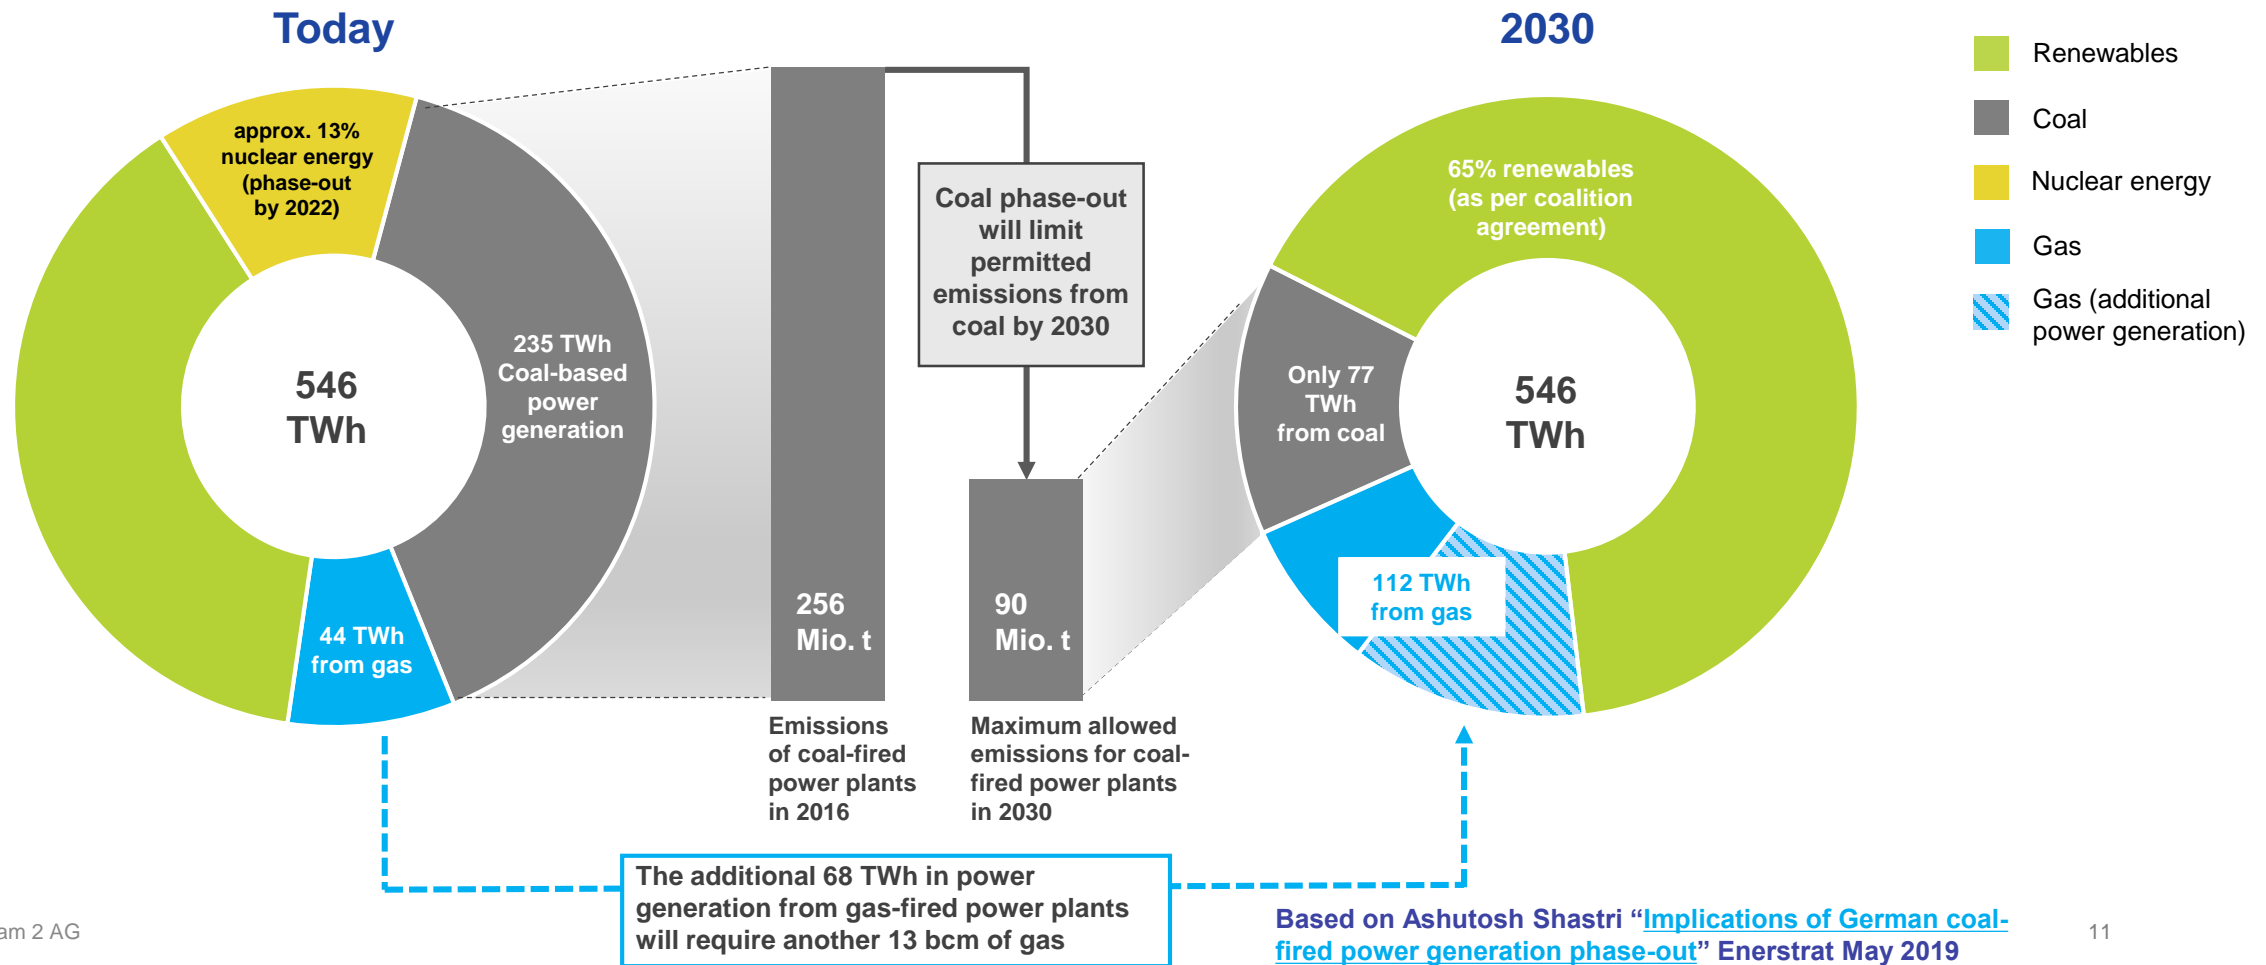 Today
2030
Renewables
Coal
Nuclear energy
Gas
Gas (additional
power generation)
approx. 13%
nuclear energy
(phase-out
by 2022)
235 TWh
Coal-based
power
generation
546
TWh
44 TWh
from gas
256
Mio. t
Emissions
of coal-fired
power plants
in 2016
Coal phase-out
will limit
permitted
emissions from
coal by 2030
90
Mio. t
Maximum allowed
emissions for coal-
fired power plants
in 2030
65% renewables
(as per coalition
agreement)
Only 77
TWh
from coal
546
TWh
112 TWh
from gas
The additional 68 TWh in power
generation from gas-fired power plants
will require another 13 bcm of gas
Based on Ashutosh Shastri “Implications of German coal-
fired power generation phase-out” Enerstrat May 2019
am 2 AG
11